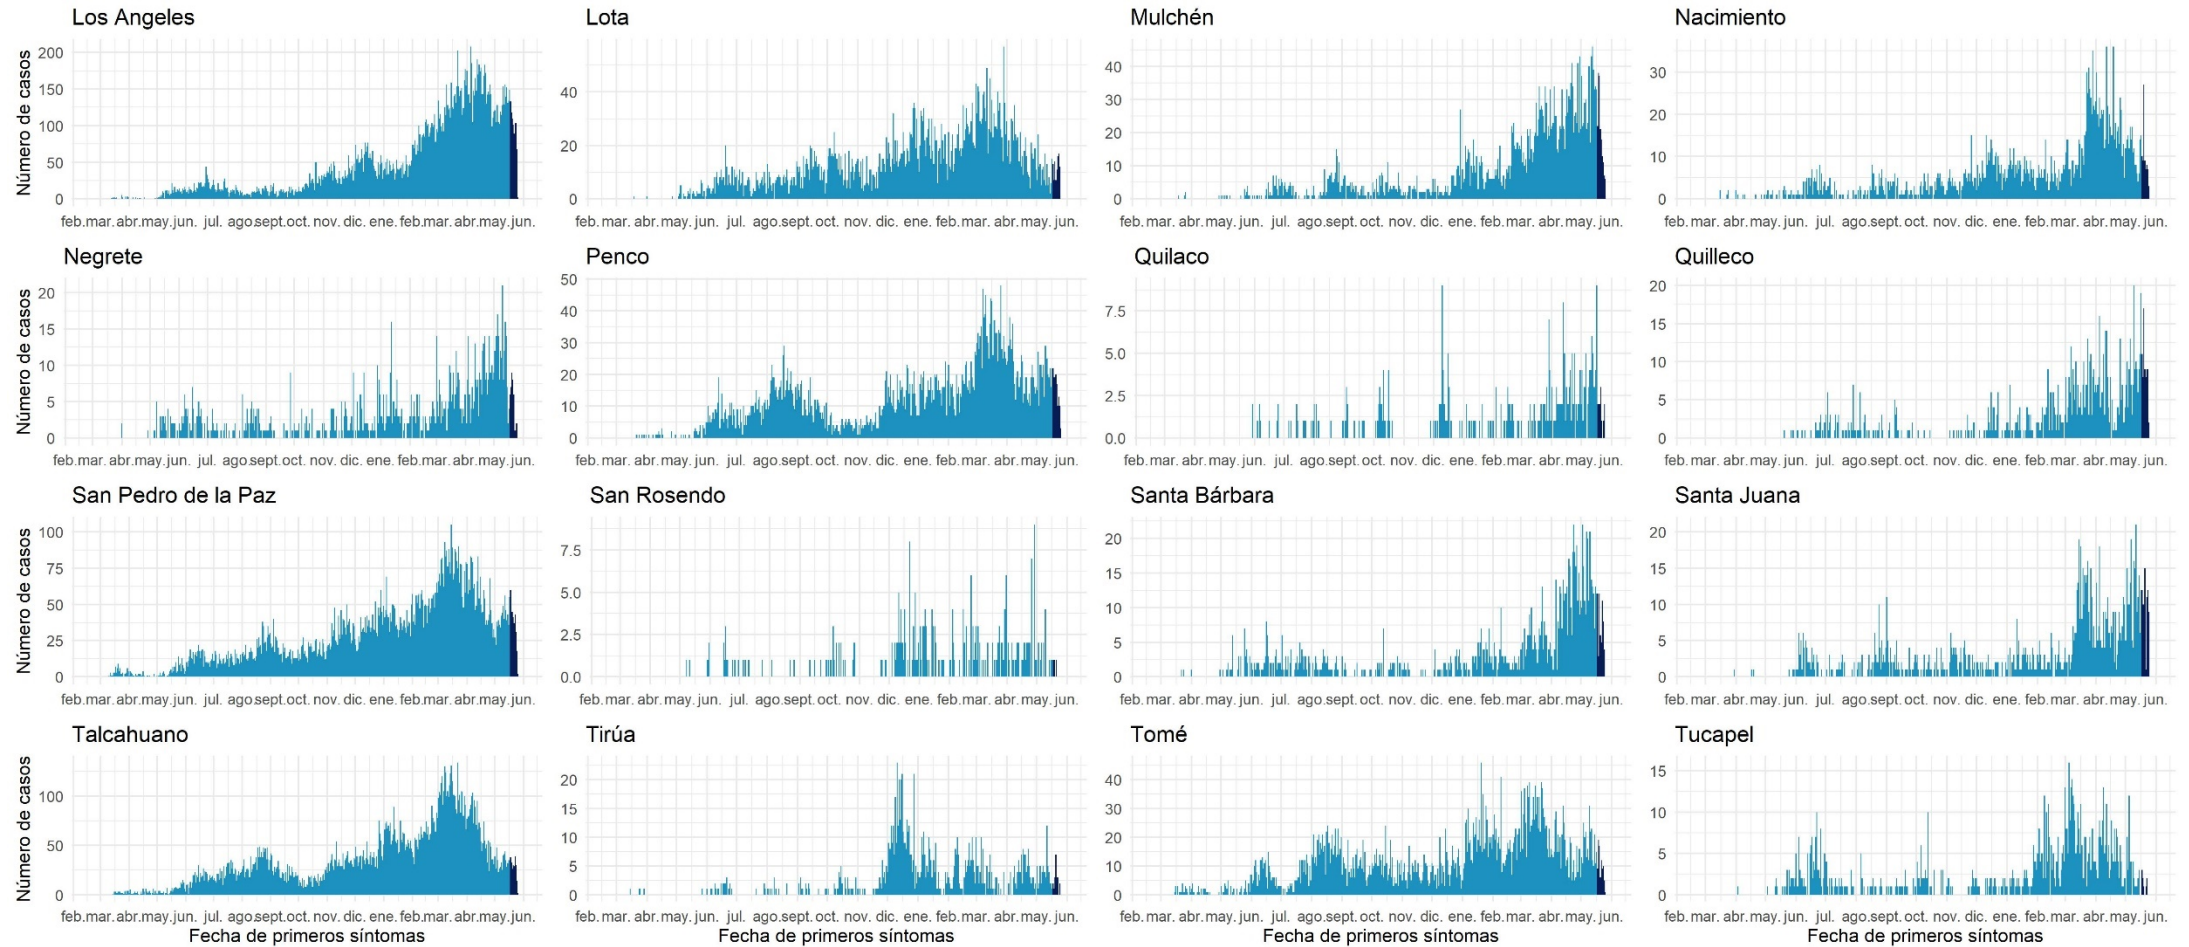 Los Angeles
Lota
Mulchén
Nacimiento
Número de casos
200
150
100
50
0
40
20
0
40
30
20
10
0
30
20
10
0
feb. mar. abr. may. jun. jul. ago. sept. oct. nov. dic. ene. feb. mar. abr. may. jun.
feb. mar. abr. may. jun. jul. ago. sept. oct. nov. dic. ene. feb. mar. abr. may. jun.
feb. mar. abr. may. jun. jul. ago. sept. oct. nov. dic. ene. feb. mar. abr. may. jun.
feb. mar. abr. may. jun. jul. ago. sept. oct. nov. dic. ene. feb. mar. abr. may. jun.
Negrete
Penco
Quilaco
Quilleco
Número de casos
20
15
10
5
0
50
40
30
20
10
0
7.5
5.0
2.5
0.0
20
15
10
5
0
feb. mar. abr. may. jun. jul. ago. sept. oct. nov. dic. ene. feb. mar. abr. may. jun.
feb. mar. abr. may. jun. jul. ago. sept. oct. nov. dic. ene. feb. mar. abr. may. jun.
feb. mar. abr. may. jun. jul. ago. sept. oct. nov. dic. ene. feb. mar. abr. may. jun.
feb. mar. abr. may. jun. jul. ago. sept. oct. nov. dic. ene. feb. mar. abr. may. jun.
San Pedro de la Paz
San Rosendo
Santa Bárbara
Santa Juana
Número de casos
100
75
50
25
0
7.5
5.0
2.5
0.0
20
15
10
5
0
20
15
10
5
0
feb. mar. abr. may. jun. jul. ago. sept. oct. nov. dic. ene. feb. mar. abr. may. jun.
feb. mar. abr. may. jun. jul. ago. sept. oct. nov. dic. ene. feb. mar. abr. may. jun.
feb. mar. abr. may. jun. jul. ago. sept. oct. nov. dic. ene. feb. mar. abr. may. jun.
feb. mar. abr. may. jun. jul. ago. sept. oct. nov. dic. ene. feb. mar. abr. may. jun.
Talcahuano
Tirúa
Tomé
Tucapel
Número de casos
100
50
0
20
15
10
5
0
40
30
20
10
0
15
10
5
0
feb. mar. abr. may. jun. jul. ago. sept. oct. nov. dic. ene. feb. mar. abr. may. jun.
feb. mar. abr. may. jun. jul. ago. sept. oct. nov. dic. ene. feb. mar. abr. may. jun.
feb. mar. abr. may. jun. jul. ago. sept. oct. nov. dic. ene. feb. mar. abr. may. jun.
feb. mar. abr. may. jun. jul. ago. sept. oct. nov. dic. ene. feb. mar. abr. may. jun.
Fecha de primeros síntomas
Fecha de primeros síntomas
Fecha de primeros síntomas
Fecha de primeros síntomas